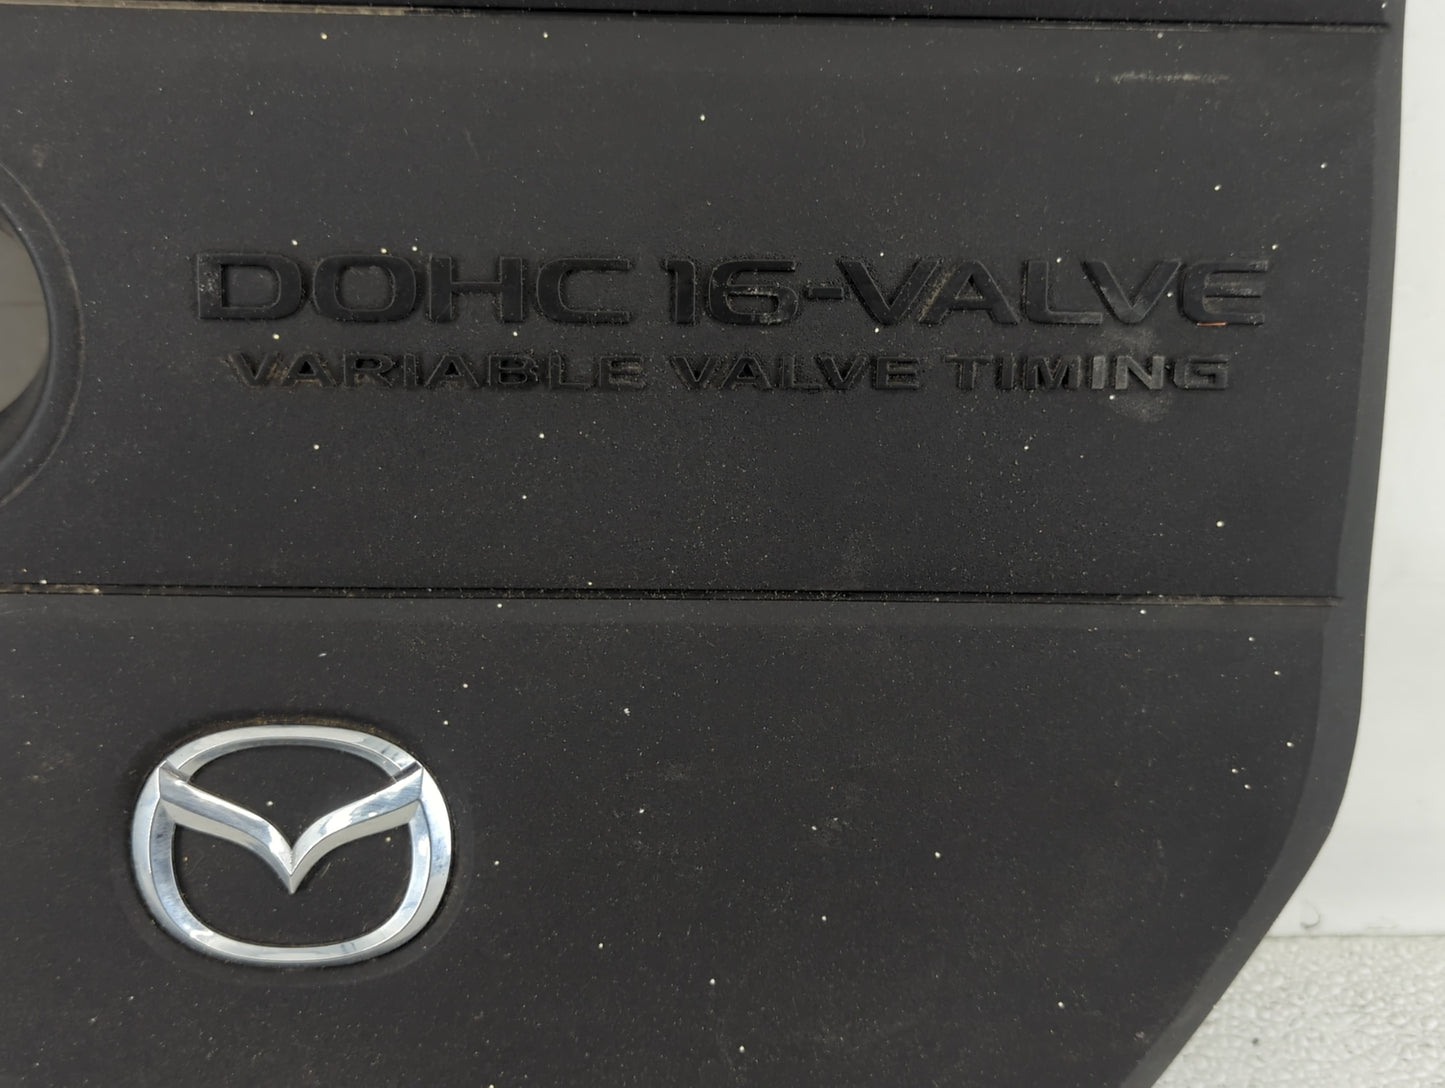 DOHC 16-VALVE
VARIABLE VALVE TIMING